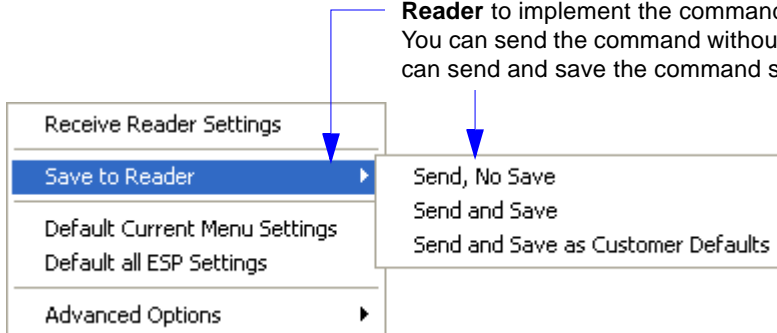 Reader to implement the command
You can send the command withou
can send and save the command s
Receive Reader Settings
Save to Reader
Send, No Save
Send and Save
Send and Save as Customer Defaults
Default Current Menu Settings
Default all ESP Settings
Advanced Options